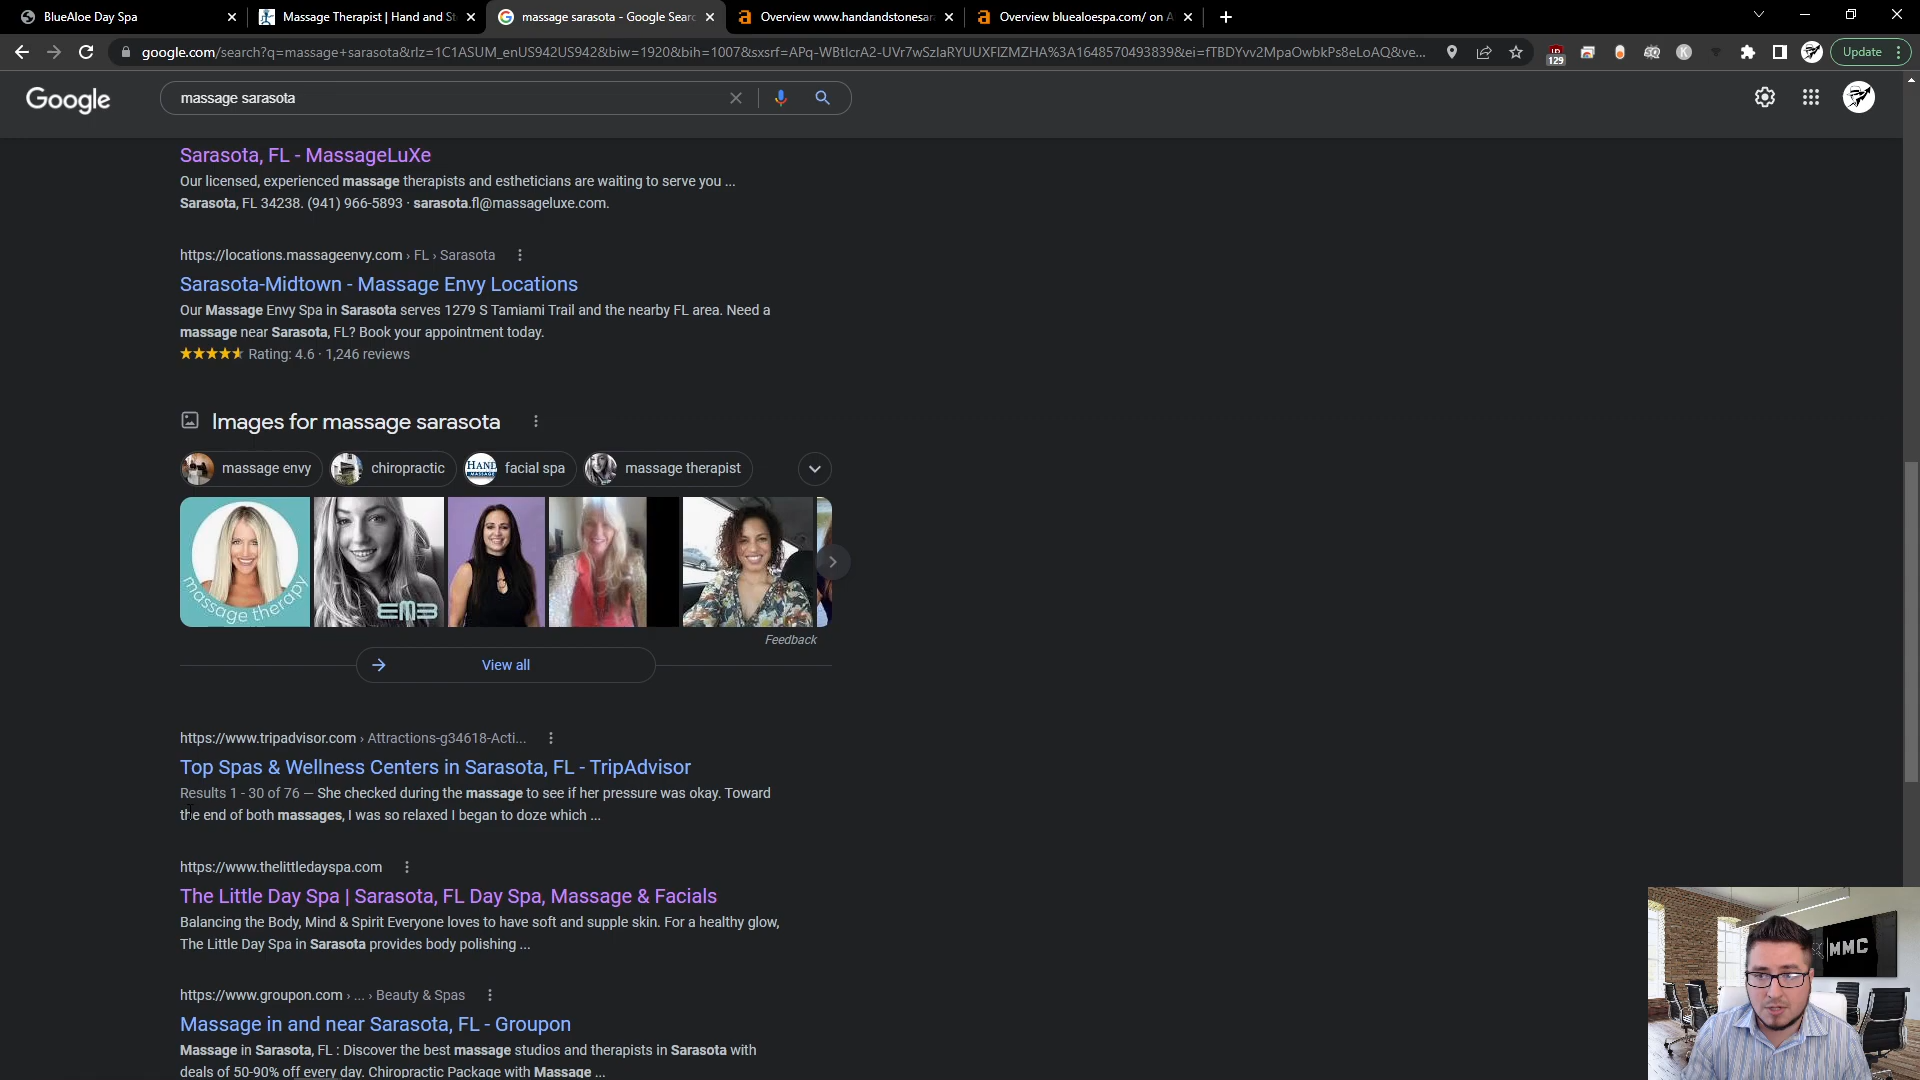 BlueAloe Day Spa
Massage Therapist | Hand and St
massage sarasota - Google Sear
Overview www.handandstonesara
Overview bluealoespa.com/ on A
google.com/search?q=massage+sarasota&rlz=1C1ASUM_enUS942US942&biw=1920&bih=1007&sxsrf=APq-WBtIcrA2-UVr7wSzIaRYUUXFlZMZHA%3A1648570493839&ei=fTBDYvv2MpaOwbkPs8eLoAQ&ve...
129
Update
Google
massage sarasota
Sarasota, FL - MassageLuXe
Our licensed, experienced massage therapists and estheticians are waiting to serve you ...
Sarasota, FL 34238. (941) 966-5893 · sarasota.fl@massageluxe.com.
https://locations.massageenvy.com › FL › Sarasota
Sarasota-Midtown - Massage Envy Locations
Our Massage Envy Spa in Sarasota serves 1279 S Tamiami Trail and the nearby FL area. Need a
massage near Sarasota, FL? Book your appointment today.
Rating: 4.6 · 1,246 reviews
Images for massage sarasota
massage envy
chiropractic
HAND
facial spa
massage therapist
massage therapy
EMB
Feedback
View all
https://www.tripadvisor.com › Attractions-g34618-Acti...
Top Spas & Wellness Centers in Sarasota, FL - TripAdvisor
Results 1 - 30 of 76 — She checked during the massage to see if her pressure was okay. Toward
the end of both massages, I was so relaxed I began to doze which ...
https://www.thelittledayspa.com
The Little Day Spa | Sarasota, FL Day Spa, Massage & Facials
Balancing the Body, Mind & Spirit Everyone loves to have soft and supple skin. For a healthy glow,
The Little Day Spa in Sarasota provides body polishing ...
https://www.groupon.com › ... › Beauty & Spas
Massage in and near Sarasota, FL - Groupon
Massage in Sarasota, FL : Discover the best massage studios and therapists in Sarasota with
deals of 50-90% off every day. Chiropractic Package with Massage ...
MMC